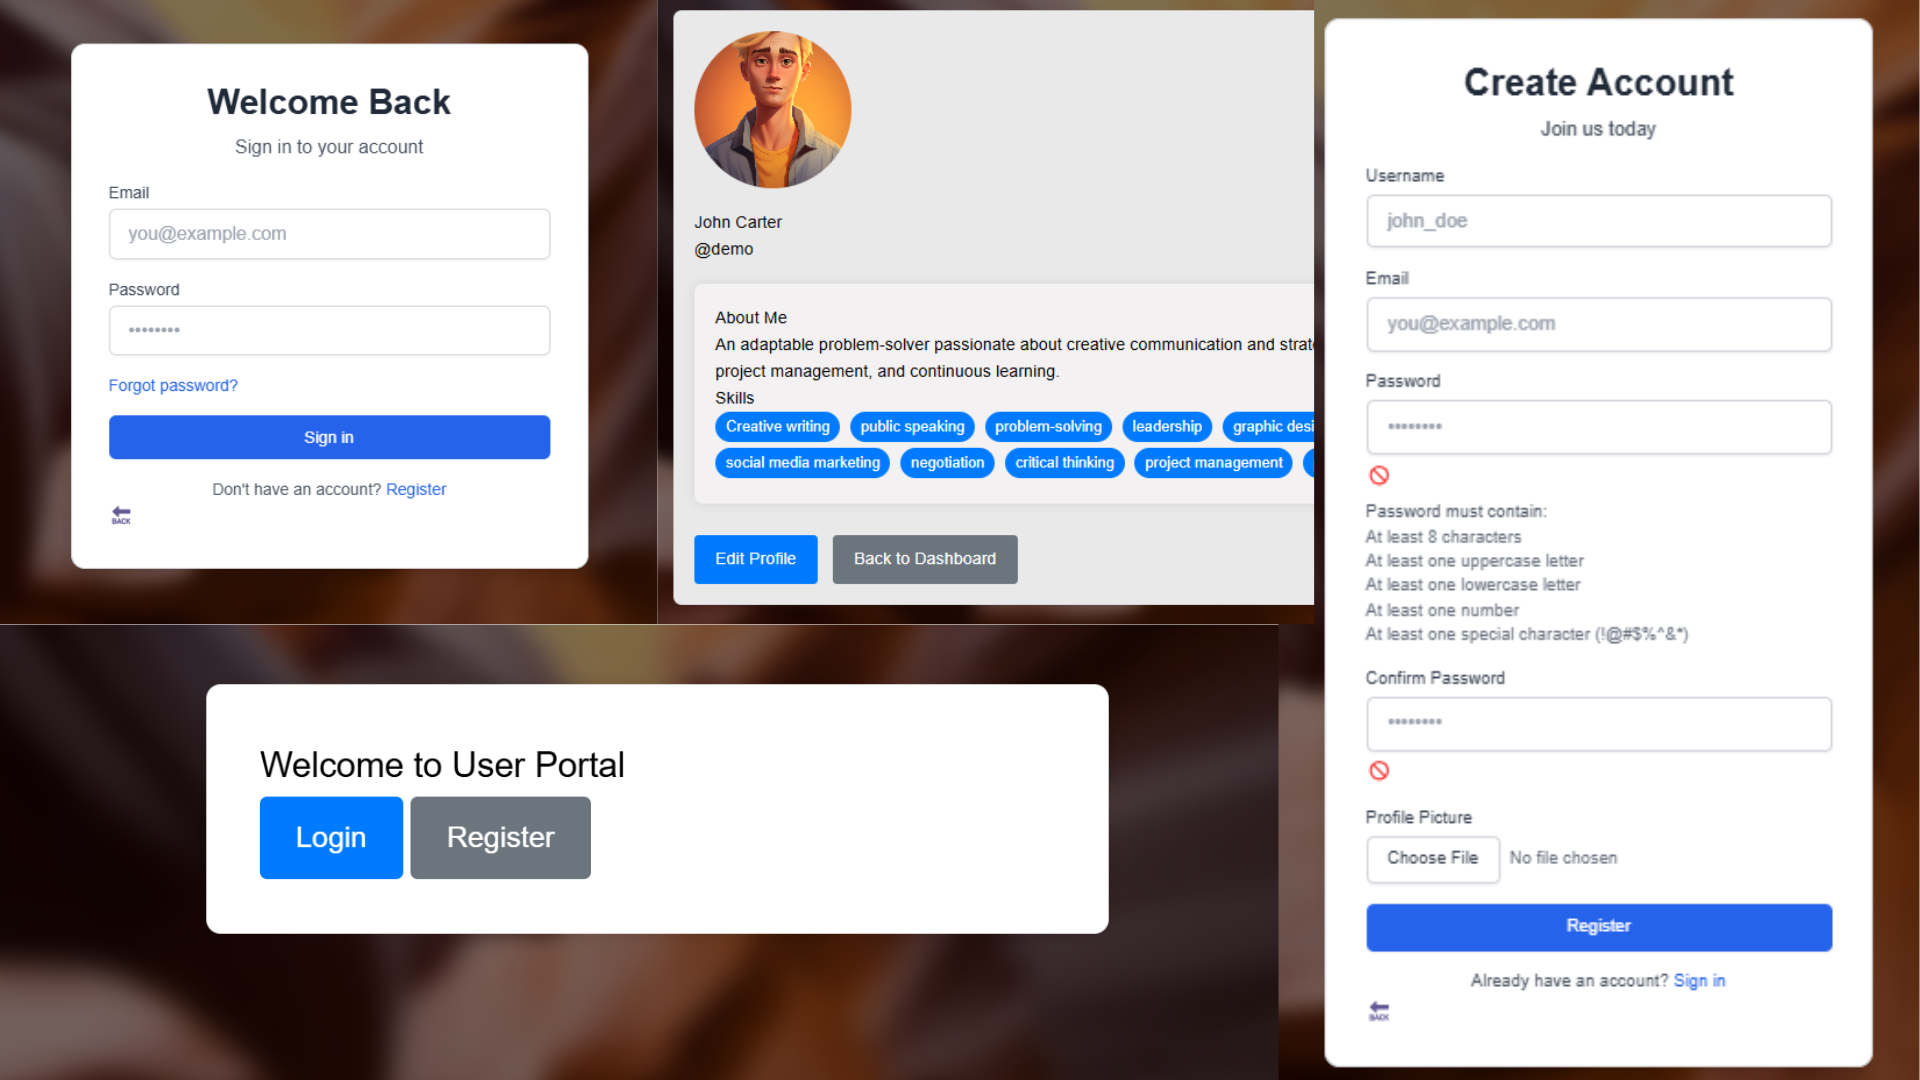 Welcome Back
Sign in to your account
Email
you@example.com
Password
••••••••
Forgot password?
Sign in
Don't have an account? Register
BACK
John Carter
@demo
About Me
An adaptable problem-solver passionate about creative communication and
project management, and continuous learning.
Skills
Creative writing public speaking problem-solving leadership graphic
social media marketing negotiation critical thinking project management
Edit Profile Back to Dashboard
Welcome to User Portal
Login Register
Create Account
Join us today
Username
john_doe
Email
you@example.com
Password
••••••••
Password must contain:
At least 8 characters
At least one uppercase letter
At least one lowercase letter
At least one number
At least one special character (!@#$%^&*)
Confirm Password
••••••••
Profile Picture
Choose File No file chosen
Register
Already have an account? Sign in
BACK